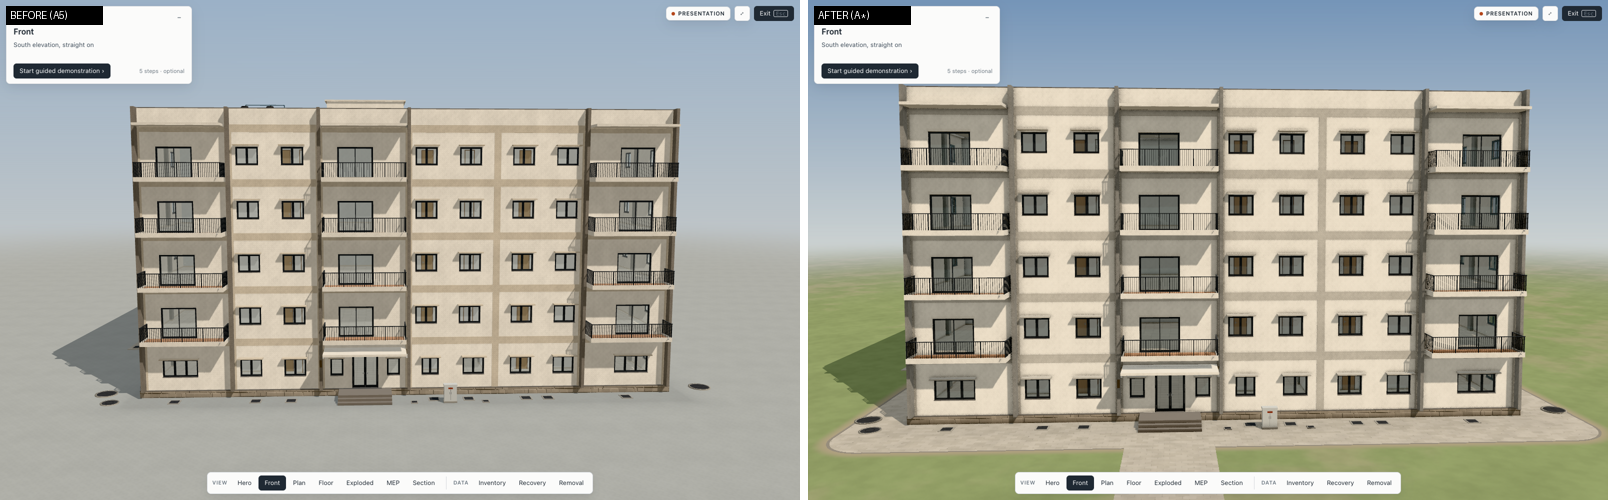 BEFORE (A5)
Front
South elevation, straight on
Start guided demonstration ›
5 steps · optional
PRESENTATION
Exit Esc
VIEW Hero Front Plan Floor Exploded MEP Section DATA Inventory Recovery Removal
AFTER (A*)
Front
South elevation, straight on
Start guided demonstration ›
5 steps · optional
PRESENTATION
Exit Esc
VIEW Hero Front Plan Floor Exploded MEP Section DATA Inventory Recovery Removal